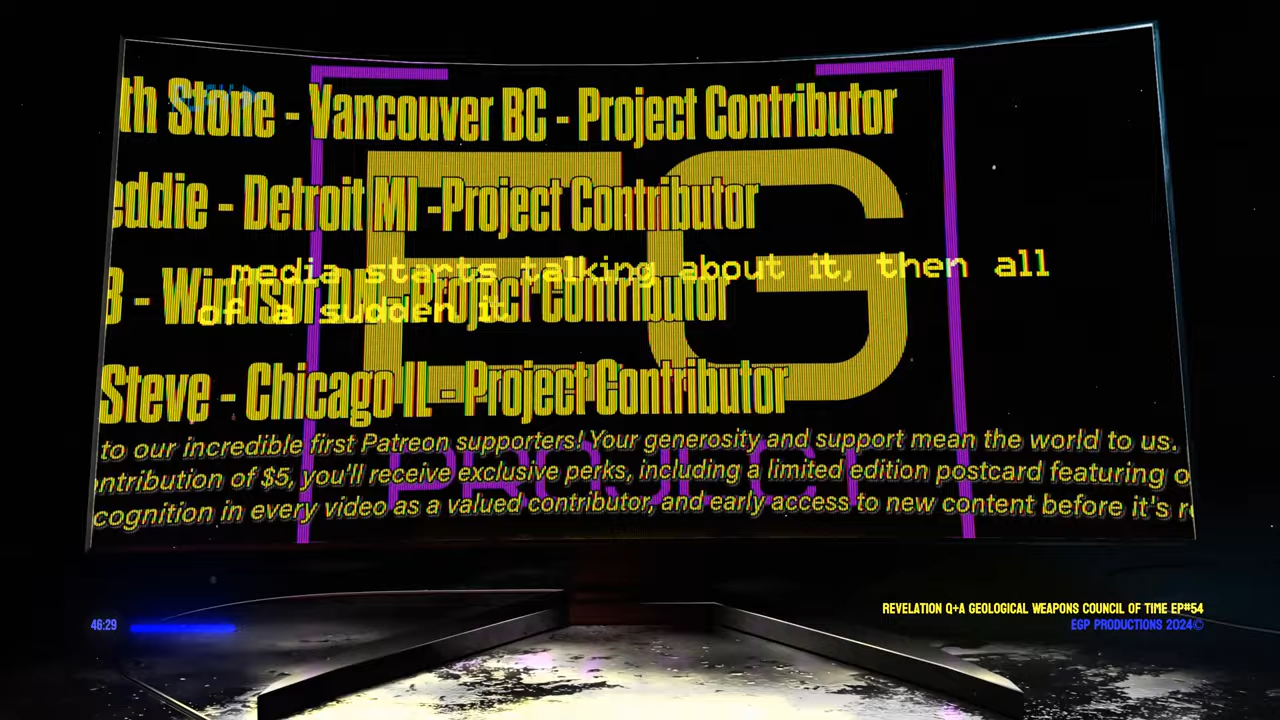 th Stone - Vancouver BC - Project Contributor
eddie - Detroit MI -Project Contributor
media starts talking about it, then all
B - Windsor ON - Project Contributor
of a sudden it
Steve - Chicago IL - Project Contributor
to our incredible first Patreon supporters! Your generosity and support mean the world to us.
ntribution of $5, you'll receive exclusive perks, including a limited edition postcard featuring o
cognition in every video as a valued contributor, and early access to new content before it's r
EG
PROJECT
46:29
REVELATION Q+A GEOLOGICAL WEAPONS COUNCIL OF TIME EP#54
EGP PRODUCTIONS 2024©